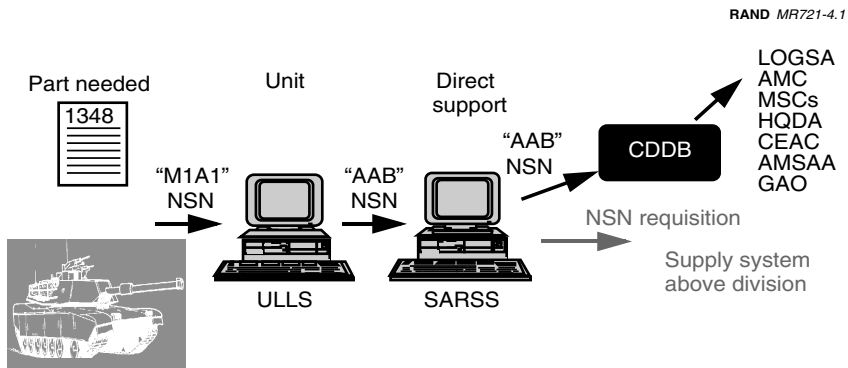 RAND MR721-4.1
Part needed
1348
Unit
Direct
support
LOGSA
AMC
MSCs
HQDA
CEAC
AMSAA
GAO
“M1A1”
NSN
“AAB”
NSN
“AAB”
NSN
CDDB
NSN requisition
Supply system
above division
ULLS
SARSS